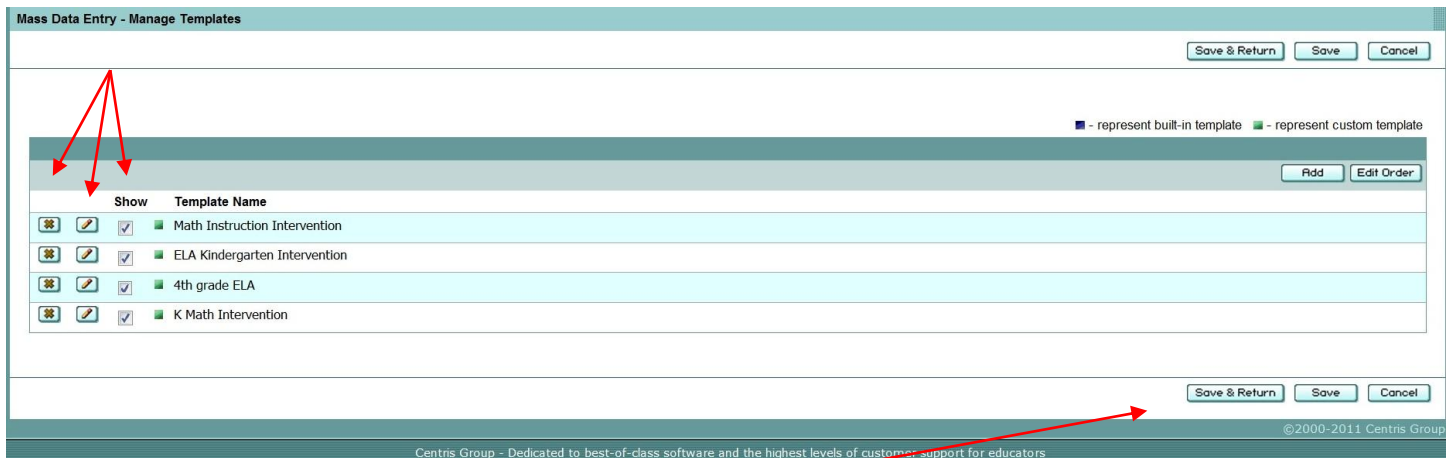 Mass Data Entry - Manage Templates
Save & Return Save Cancel
- represent built-in template - represent custom template
Add Edit Order
Show Template Name
Math Instruction Intervention
ELA Kindergarten Intervention
4th grade ELA
K Math Intervention
Save & Return Save Cancel
©2000-2011 Centris Group
Centris Group - Dedicated to best-of-class software and the highest levels of customer support for educators